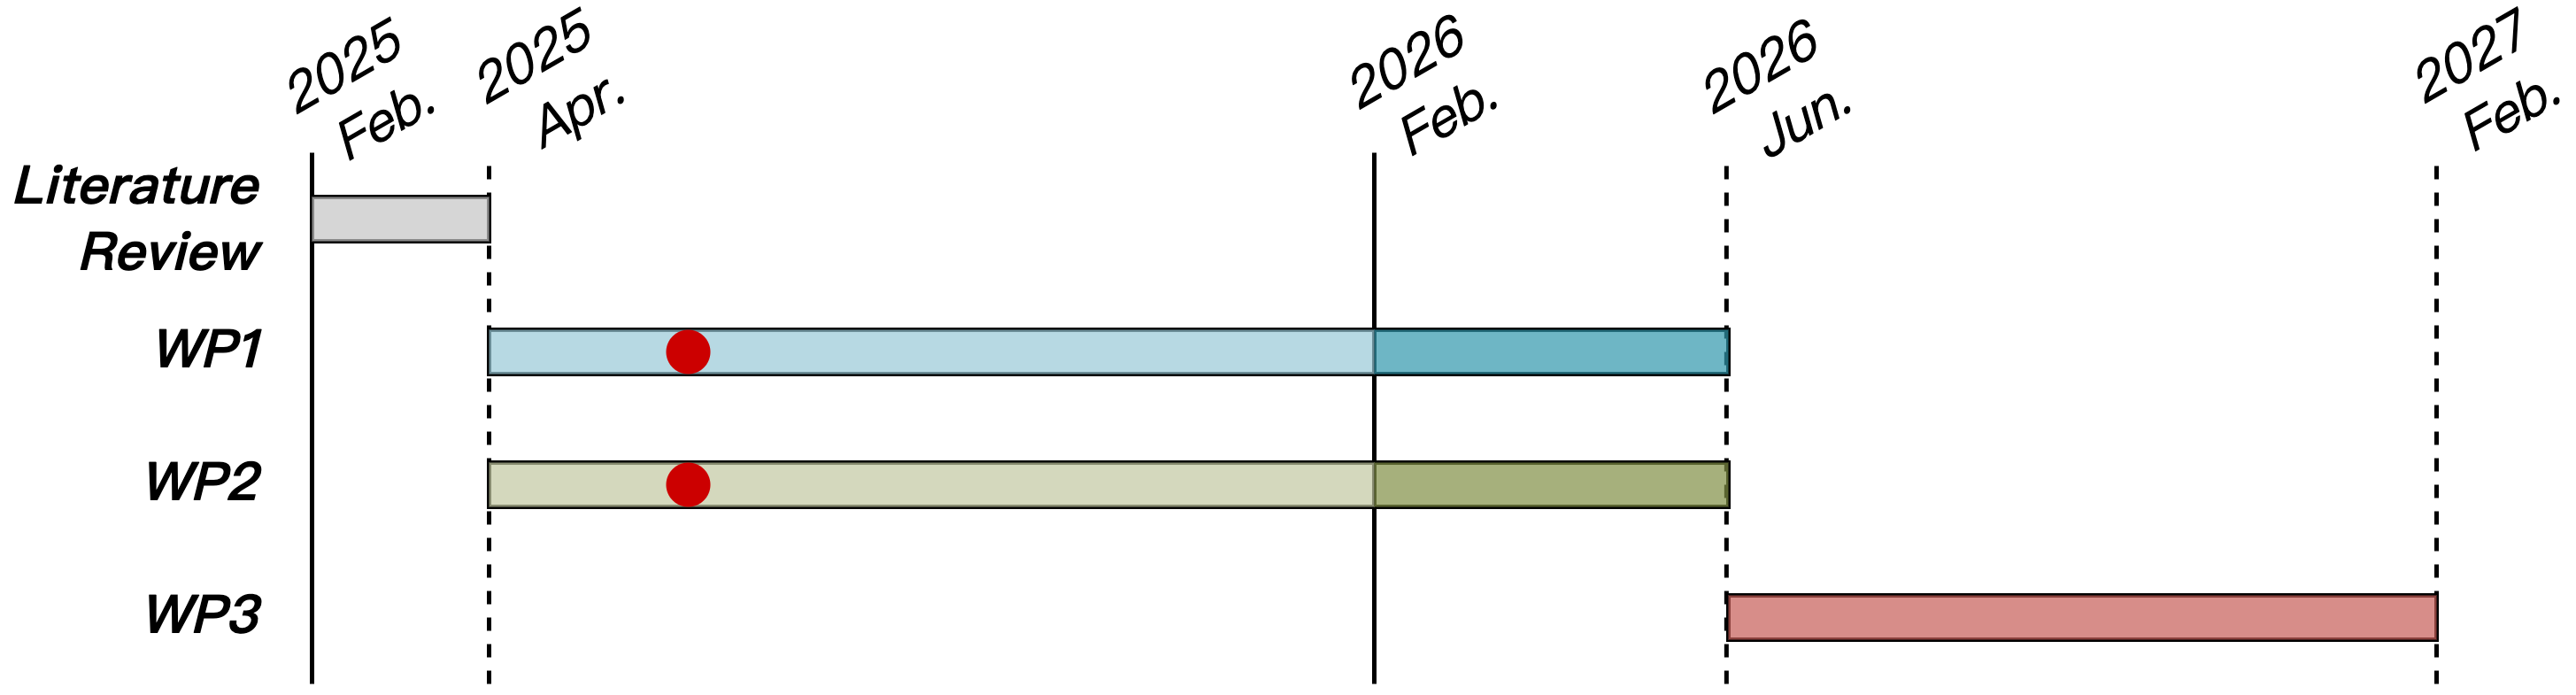 2025
Feb.
2025
Apr.
2026
Feb.
2026
Jun.
2027
Feb.
Literature
Review
WP1
WP2
WP3